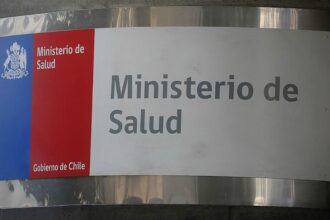 Ministerio de
Salud
Gobierno de Chile
Ministerio de
Salud